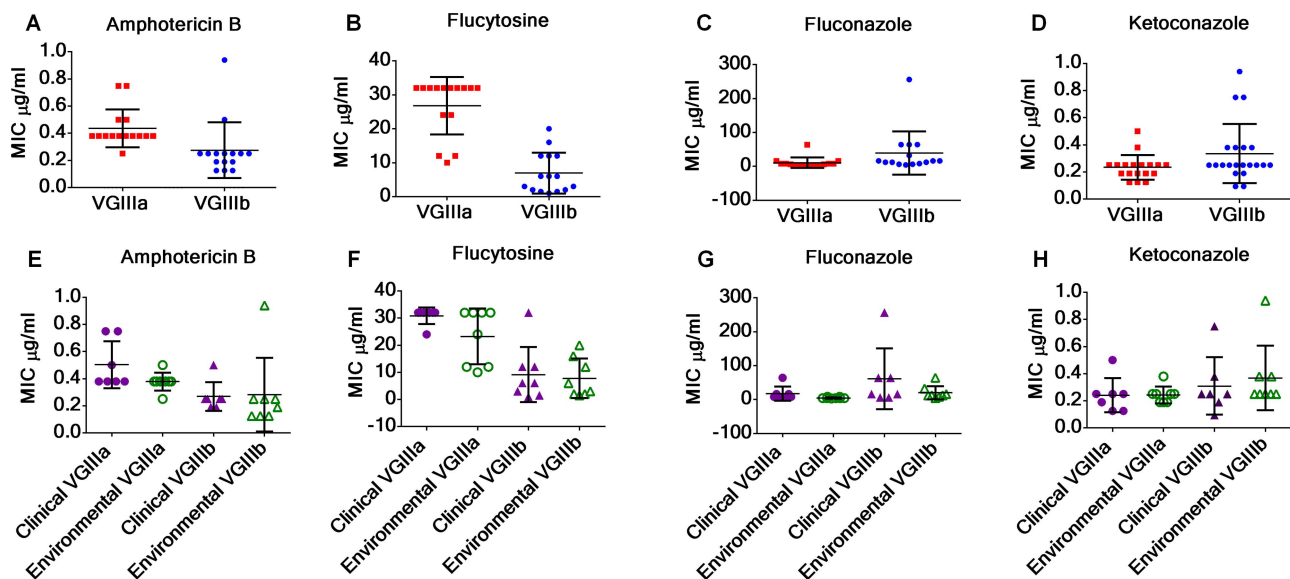 A
Amphotericin B
MIC μg/ml
1.0
0.8
0.6
0.4
0.2
0.0
VGIIIa
VGIIIb
B
Flucytosine
MIC μg/ml
40
30
20
10
0
VGIIIa
VGIIIb
C
Fluconazole
MIC μg/ml
300
200
100
0
-100
VGIIIa
VGIIIb
D
Ketoconazole
MIC μg/ml
1.0
0.8
0.6
0.4
0.2
0.0
VGIIIa
VGIIIb
E
Amphotericin B
MIC μg/ml
1.0
0.8
0.6
0.4
0.2
0.0
Clinical VGIIIa
Environmental VGIIIa
Clinical VGIIIb
Environmental VGIIIb
F
Flucytosine
MIC μg/ml
40
30
20
10
0
-10
Clinical VGIIIa
Environmental VGIIIa
Clinical VGIIIb
Environmental VGIIIb
G
Fluconazole
MIC μg/ml
300
200
100
0
-100
Clinical VGIIIa
Environmental VGIIIa
Clinical VGIIIb
Environmental VGIIIb
H
Ketoconazole
MIC μg/ml
1.0
0.8
0.6
0.4
0.2
0.0
Clinical VGIIIa
Environmental VGIIIa
Clinical VGIIIb
Environmental VGIIIb